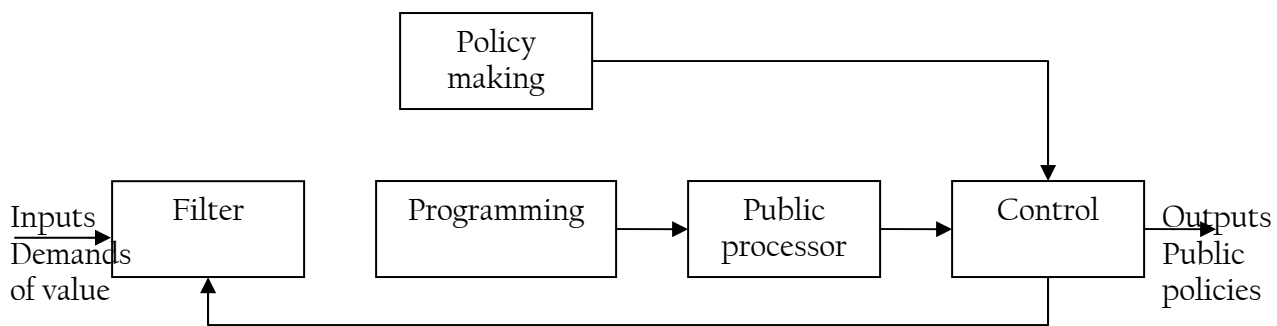 Policy
making
Inputs
Demands
of value
Filter
Programming
Public
processor
Control
Outputs
Public
policies